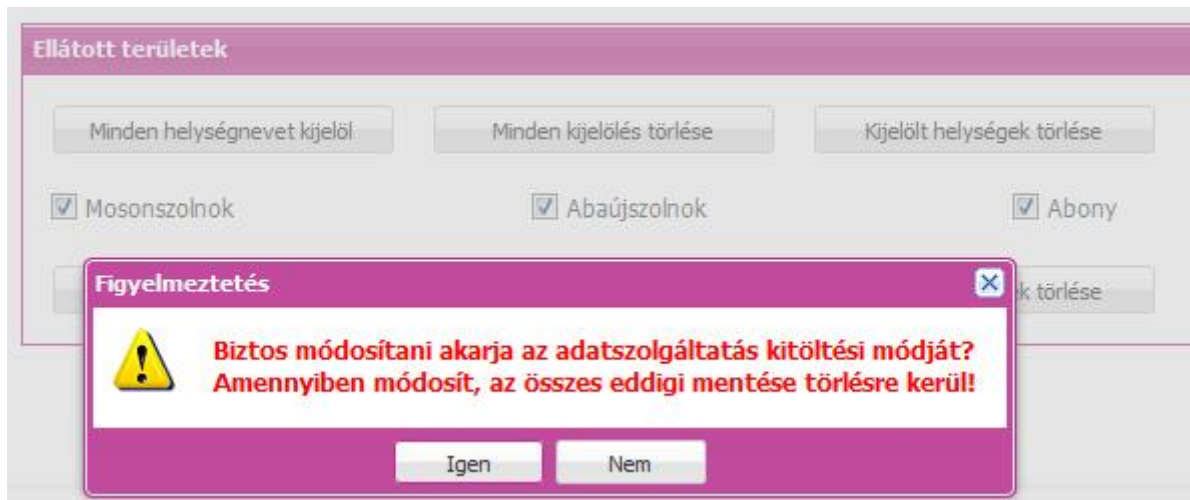 Ellátott területek
Minden helységnevet kijelöl Minden kijelölés törlése Kijelölt helységek törlése
Mosonszolnok Abaújszolnok Abony
Figyelmeztetés
törlése
Biztos módosítani akarja az adatszolgáltatás kitöltési módját?
Amennyiben módosít, az összes eddigi mentése törlésre kerül!
Igen Nem